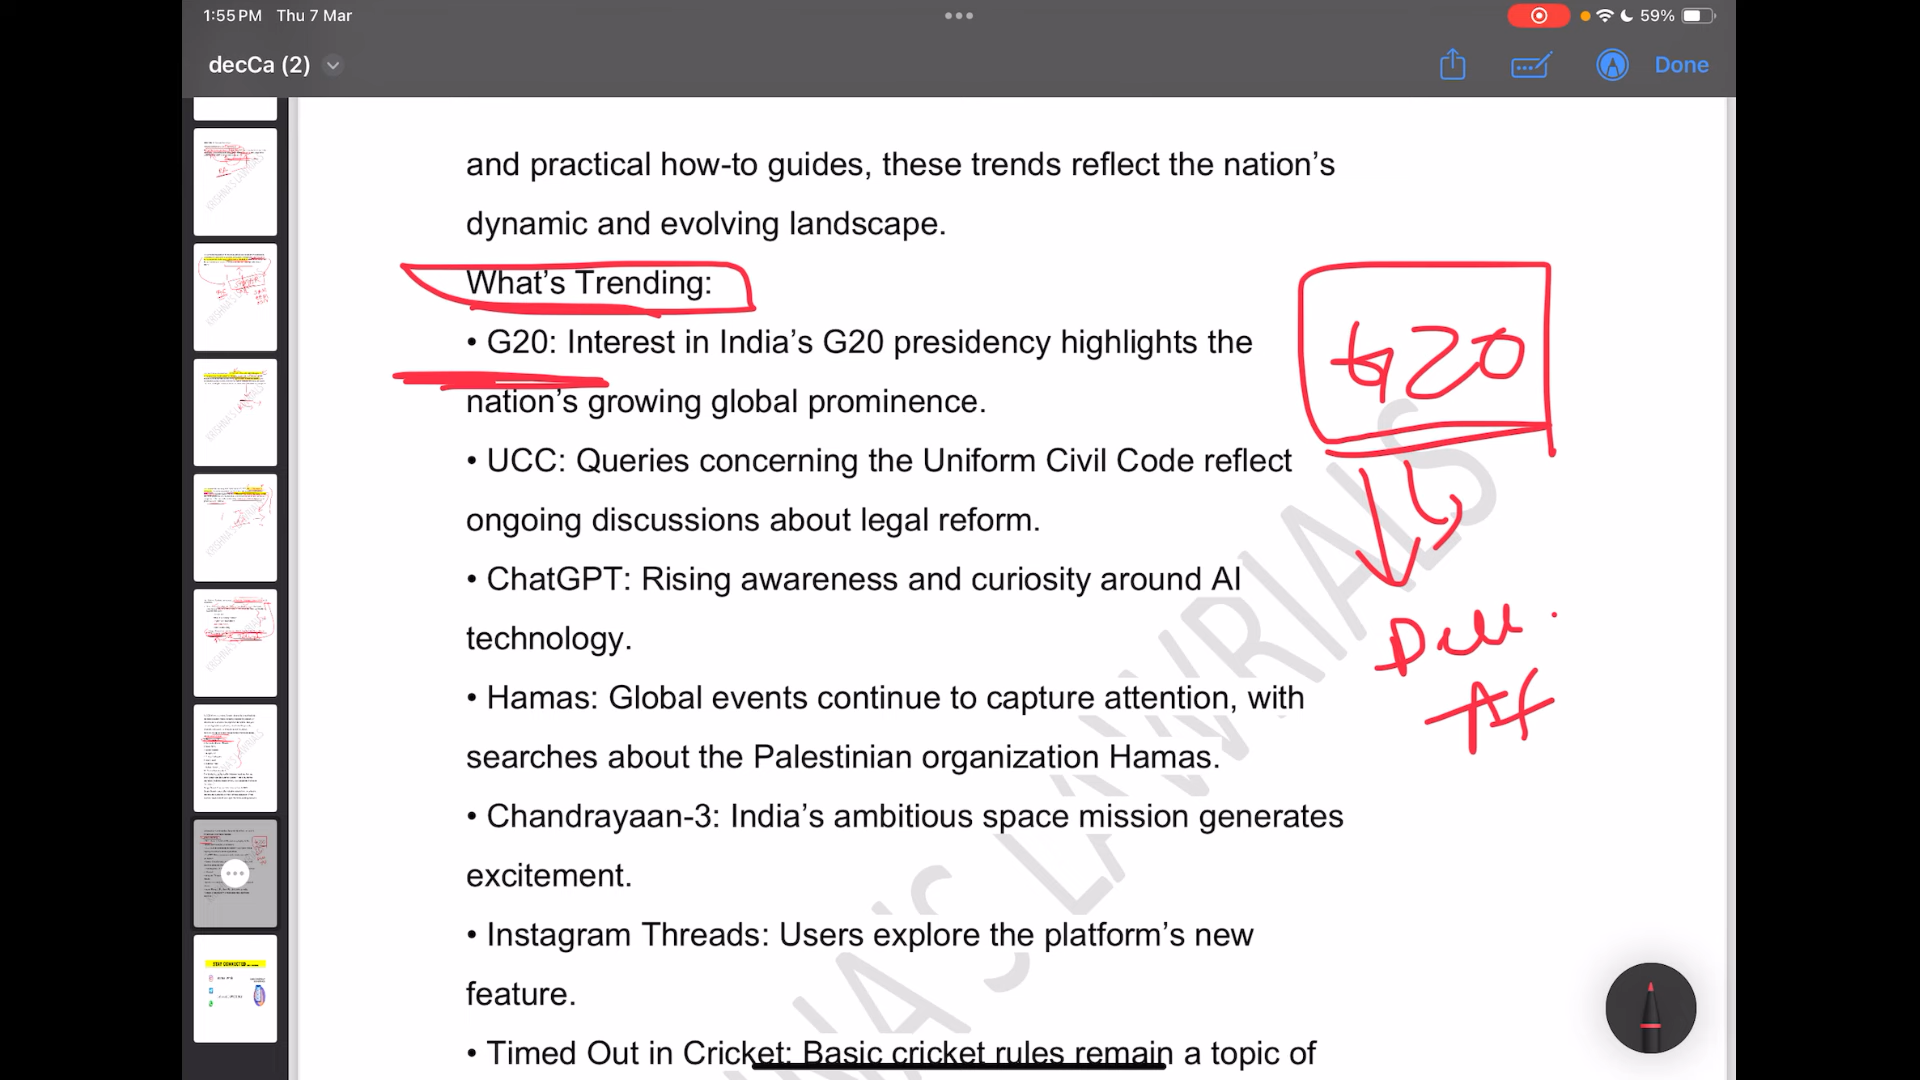 1:55 PM Thu 7 Mar
59%
decCa (2)
Done
and practical how-to guides, these trends reflect the nation’s
dynamic and evolving landscape.
What’s Trending:
• G20: Interest in India’s G20 presidency highlights the
nation’s growing global prominence.
• UCC: Queries concerning the Uniform Civil Code reflect
ongoing discussions about legal reform.
• ChatGPT: Rising awareness and curiosity around AI
technology.
• Hamas: Global events continue to capture attention, with
searches about the Palestinian organization Hamas.
• Chandrayaan-3: India’s ambitious space mission generates
excitement.
• Instagram Threads: Users explore the platform’s new
feature.
• Timed Out in Cricket: Basic cricket rules remain a topic of
G20
STAY CONNECTED